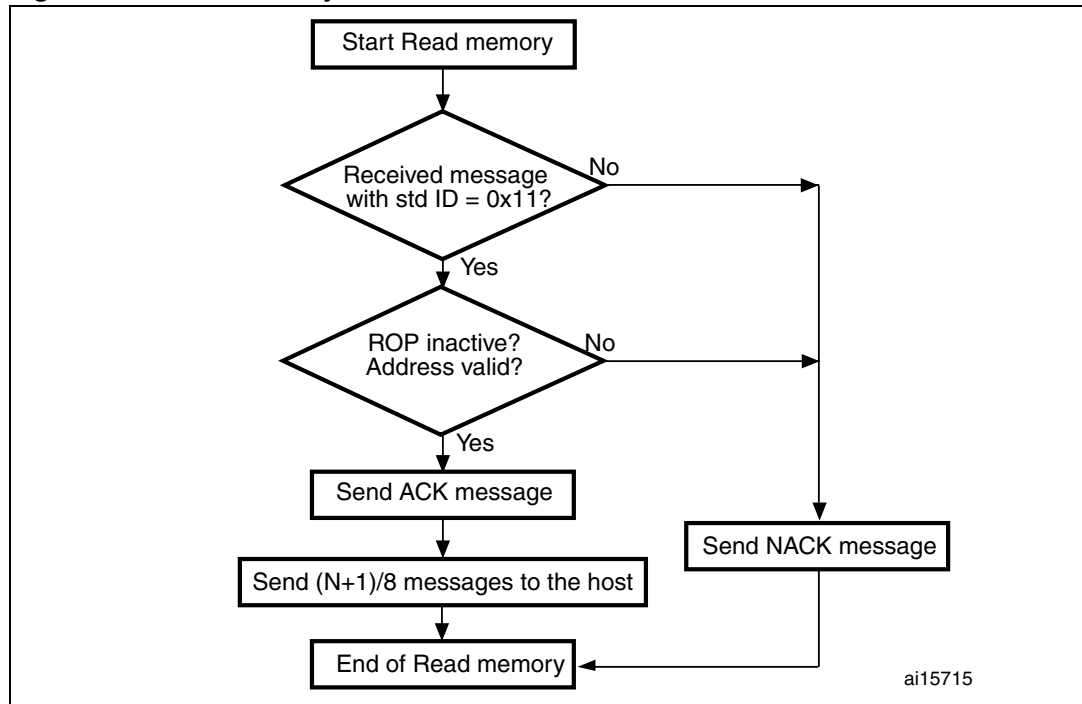 Start Read memory
Received message
with std ID = 0x11?
No
Yes
ROP inactive?
Address valid?
No
Yes
Send ACK message
Send NACK message
Send (N+1)/8 messages to the host
End of Read memory
ai15715